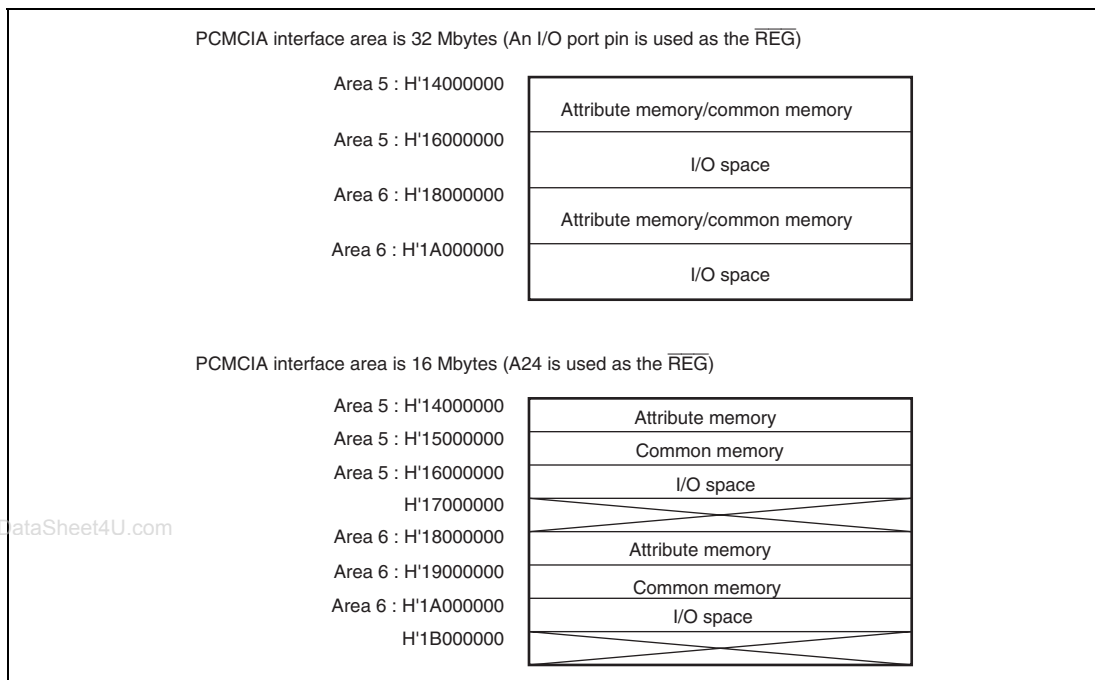 PCMCIA interface area is 32 Mbytes (An I/O port pin is used as the REG)
Area 5 : H'14000000
Attribute memory/common memory
Area 5 : H'16000000
I/O space
Area 6 : H'18000000
Attribute memory/common memory
Area 6 : H'1A000000
I/O space
PCMCIA interface area is 16 Mbytes (A24 is used as the REG)
Area 5 : H'14000000
Attribute memory
Area 5 : H'15000000
Common memory
Area 5 : H'16000000
I/O space
H'17000000
DataSheet4U.com
Area 6 : H'18000000
Attribute memory
Area 6 : H'19000000
Common memory
Area 6 : H'1A000000
I/O space
H'1B000000